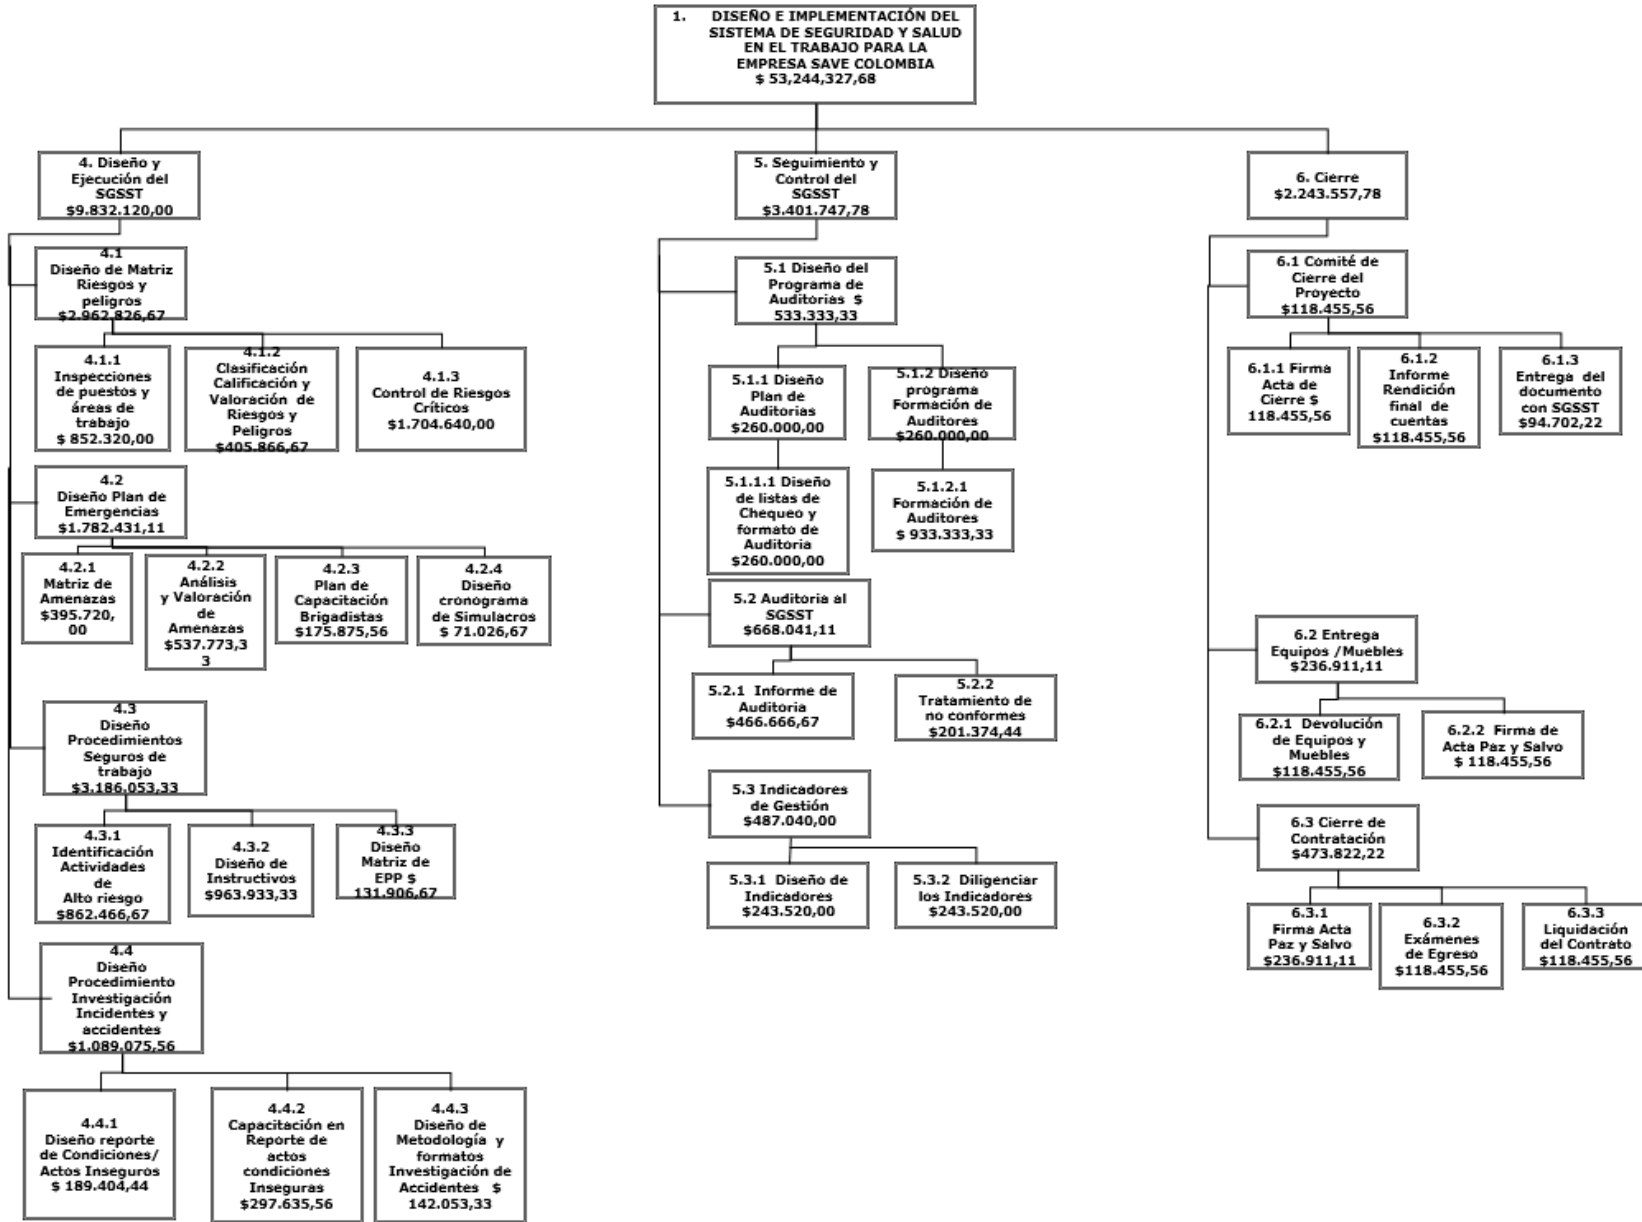 1. DISEÑO E IMPLEMENTACIÓN DEL
SISTEMA DE SEGURIDAD Y SALUD
EN EL TRABAJO PARA LA
EMPRESA SAVE COLOMBIA
$ 53,244,327,68
4. Diseño y
Ejecución del
SGSST
$9.832.120,00
5. Seguimiento y
Control del
SGSST
$3.401.747,78
6. Cierre
$2.243.557,78
4.1
Diseño de Matriz
Riesgos y
peligros
$2.962.826,67
4.1.1
Inspecciones
de puestos y
áreas de
trabajo
$ 852.320,00
4.1.2
Clasificación
Calificación y
Valoración de
Riesgos y
Peligros
$405.866,67
4.1.3
Control de Riesgos
Críticos
$1.704.640,00
4.2
Diseño Plan de
Emergencias
$1.782.431,11
4.2.1
Matriz de
Amenazas
$395.720,
00
4.2.2
Análisis
y Valoración
de
Amenazas
$537.773,3
3
4.2.3
Plan de
Capacitación
Brigadistas
$175.875,56
4.2.4
Diseño
cronograma
de Simulacros
$ 71.026,67
4.3
Diseño
Procedimientos
Seguros de
trabajo
$3.186.053,33
4.3.1
Identificación
Actividades
de
Alto riesgo
$862.466,67
4.3.2
Diseño de
Instructivos
$963.933,33
4.3.3
Diseño
Matriz de
EPP $
131.906,67
4.4
Diseño
Procedimiento
Investigación
Incidentes y
accidentes
$1.089.075,56
4.4.1
Diseño reporte
de Condiciones/
Actos Inseguros
$ 189.404,44
4.4.2
Capacitación en
Reporte de
actos
condiciones
Inseguras
$297.635,56
4.4.3
Diseño de
Metodología y
formatos
Investigación de
Accidentes $
142.053,33
5.1 Diseño del
Programa de
Auditorias $
533.333,33
5.1.1 Diseño
Plan de
Auditorias
$260.000,00
5.1.2 Diseño
programa
Formación de
Auditores
$260.000,00
5.1.1.1 Diseño
de listas de
Chequeo y
formato de
Auditoria
$260.000,00
5.1.2.1
Formación de
Auditores
$ 933.333,33
5.2 Auditoria al
SGSST
$668.041,11
5.2.1 Informe de
Auditoria
$466.666,67
5.2.2
Tratamiento de
no conformes
$201.374,44
5.3 Indicadores
de Gestión
$487.040,00
5.3.1 Diseño de
Indicadores
$243.520,00
5.3.2 Diligenciar
los Indicadores
$243.520,00
6.1 Comité de
Cierre del
Proyecto
$118.455,56
6.1.1 Firma
Acta de
Cierre $
118.455,56
6.1.2
Informe
Rendición
final de
cuentas
$118.455,56
6.1.3
Entrega del
documento
con SGSST
$94.702,22
6.2 Entrega
Equipos /Muebles
$236.911,11
6.2.1 Devolución
de Equipos y
Muebles
$118.455,56
6.2.2 Firma de
Acta Paz y Salvo
$ 118.455,56
6.3 Cierre de
Contratación
$473.822,22
6.3.1
Firma Acta
Paz y Salvo
$236.911,11
6.3.2
Exámenes
de Egreso
$118.455,56
6.3.3
Liquidación
del Contrato
$118.455,56